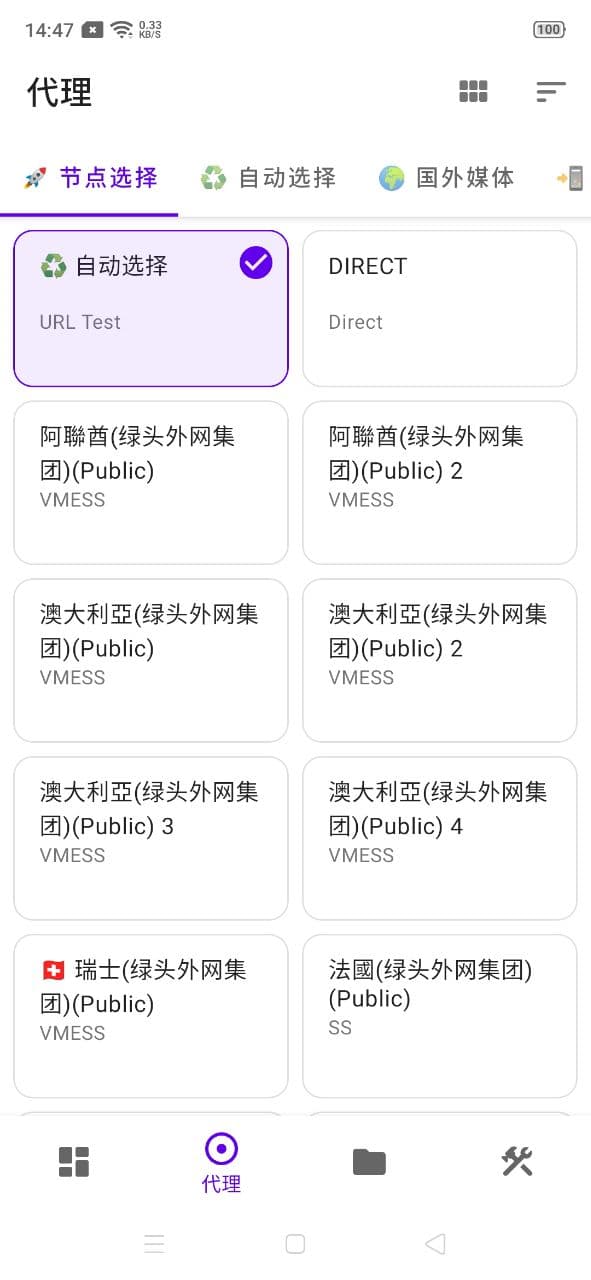 14:47
0.33
KB/S
100
代理
节点选择
自动选择
国外媒体
自动选择
URL Test
DIRECT
Direct
阿聯酋(绿头外网集
团)(Public)
VMESS
阿聯酋(绿头外网集
团)(Public) 2
VMESS
澳大利亞(绿头外网集
团)(Public)
VMESS
澳大利亞(绿头外网集
团)(Public) 2
VMESS
澳大利亞(绿头外网集
团)(Public) 3
VMESS
澳大利亞(绿头外网集
团)(Public) 4
VMESS
瑞士(绿头外网集
团)(Public)
VMESS
法國(绿头外网集团)
(Public)
SS
代理